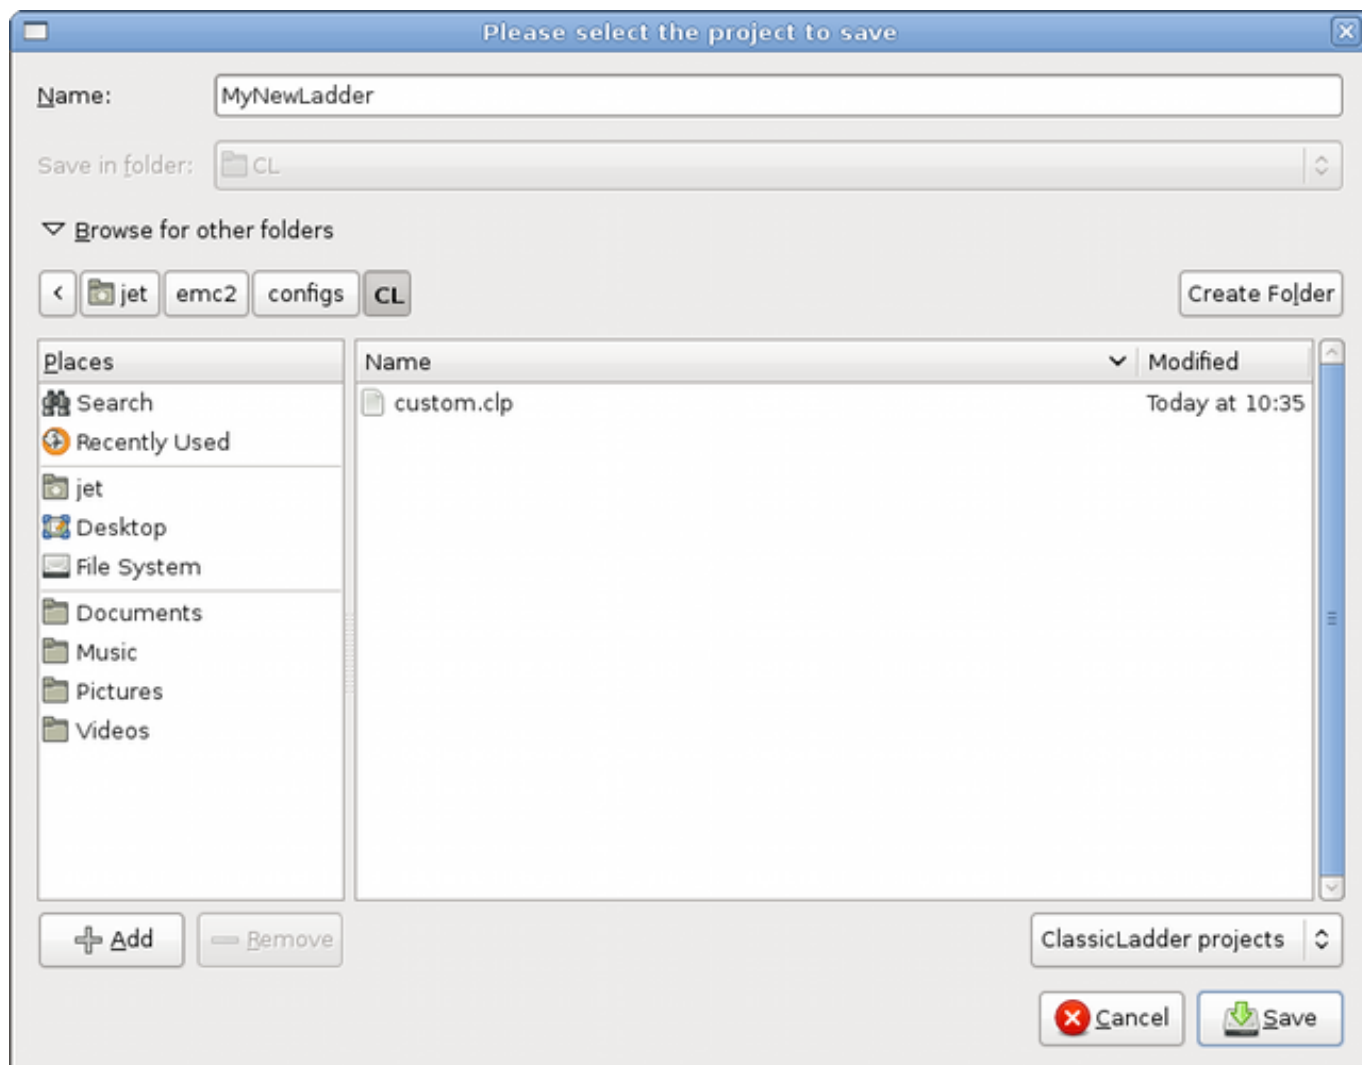 Please select the project to save
Name: MyNewLadder
Save in folder: CL
Browse for other folders
< jet emc2 configs CL Create Folder
Places Name Modified
Search custom.clp Today at 10:35
Recently Used
jet
Desktop
File System
Documents
Music
Pictures
Videos
Add Remove ClassicLadder projects
Cancel Save